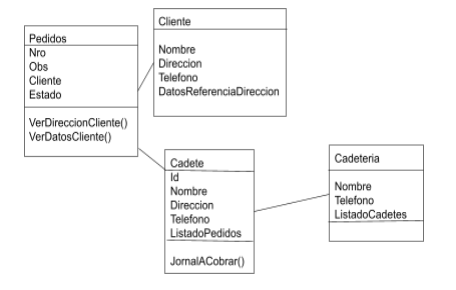 Pedidos
Nro
Obs
Cliente
Estado
VerDireccionCliente()
VerDatosCliente()
Cliente
Nombre
Direccion
Telefono
DatosReferenciaDireccion
Cadete
Id
Nombre
Direccion
Telefono
ListadoPedidos
JornalACobrar()
Cadeteria
Nombre
Telefono
ListadoCadetes